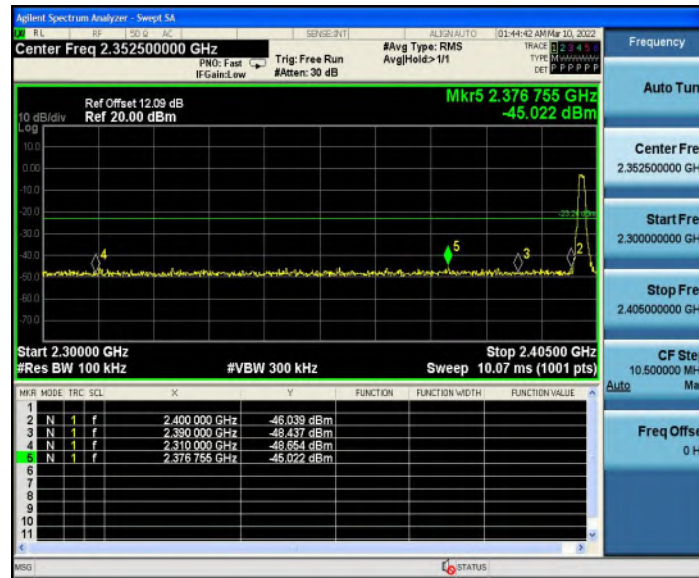 Agilent Spectrum Analyzer - Swept SA
RL RF 50 Ω AC SENSE:INT ALIGNAUTO 01:44:42 AM Mar 10, 2022
Center Freq 2.352500000 GHz
PNO: Fast
IFGain:Low
Trig: Free Run
#Atten: 30 dB
#Avg Type: RMS
Avg|Hold:>1/1
TRACE 1 2 3 4 5 6
TYPE
DET P P P P P P
Mkr5 2.376 755 GHz
-45.022 dBm
Ref Offset 12.09 dB
10 dB/div Ref 20.00 dBm
Log
10.0
0.00
-10.0
-20.0
-30.0
-40.0
-50.0
-60.0
-70.0
4
5
3
2
Start 2.30000 GHz Stop 2.40500 GHz
#Res BW 100 kHz #VBW 300 kHz Sweep 10.07 ms (1001 pts)
MKR MODE TRC SCL X Y FUNCTION FUNCTION WIDTH FUNCTION VALUE
1
2 N 1 f 2.400 000 GHz -46.039 dBm
3 N 1 f 2.390 000 GHz -48.437 dBm
4 N 1 f 2.310 000 GHz -48.654 dBm
5 N 1 f 2.376 755 GHz -45.022 dBm
6
7
8
9
10
11
MSG STATUS
Frequency
Auto Tun
Center Fre
2.352500000 GH
Start Fre
2.300000000 GH
Stop Fre
2.405000000 GH
CF Ste
10.500000 MH
Auto Ma
Freq Offse
0 H